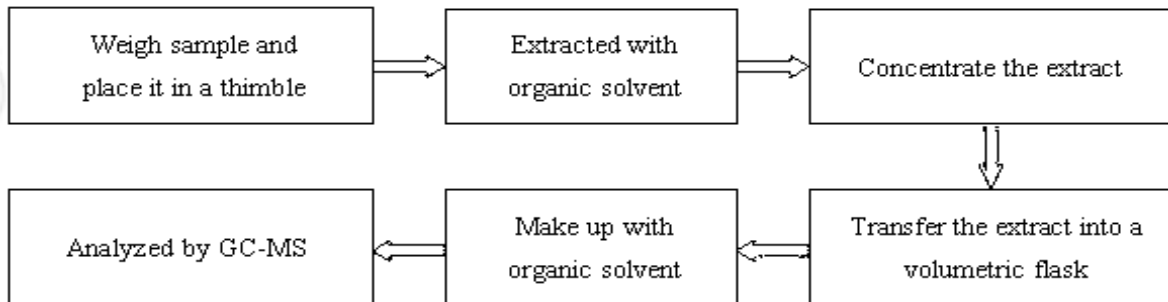 Weigh sample and
place it in a thimble
Extracted with
organic solvent
Concentrate the extract
Transfer the extract into a
volumetric flask
Make up with
organic solvent
Analyzed by GC-MS